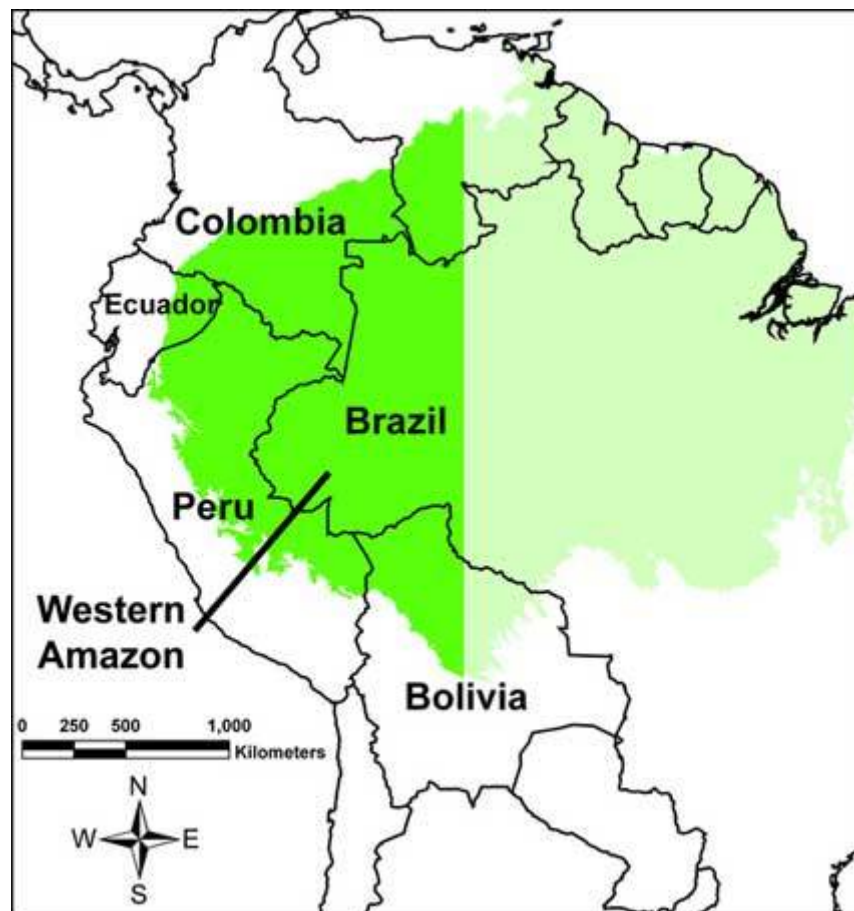 Colombia
Ecuador
Brazil
Peru
Western
Amazon
Bolivia
0 250 500 1,000
Kilometers
N
W E
S